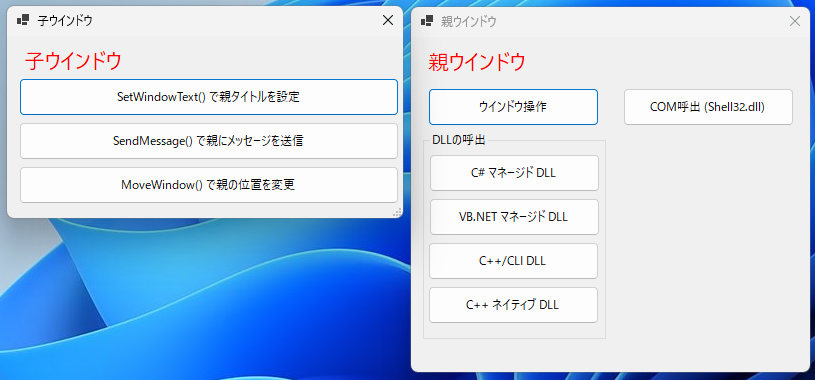 子ウインドウ
子ウインドウ
SetWindowText() で親タイトルを設定
SendMessage() で親にメッセージを送信
MoveWindow() で親の位置を変更
親ウインドウ
親ウインドウ
ウインドウ操作
COM呼出 (Shell32.dll)
DLLの呼出
C# マネージド DLL
VB.NET マネージド DLL
C++/CLI DLL
C++ ネイティブ DLL